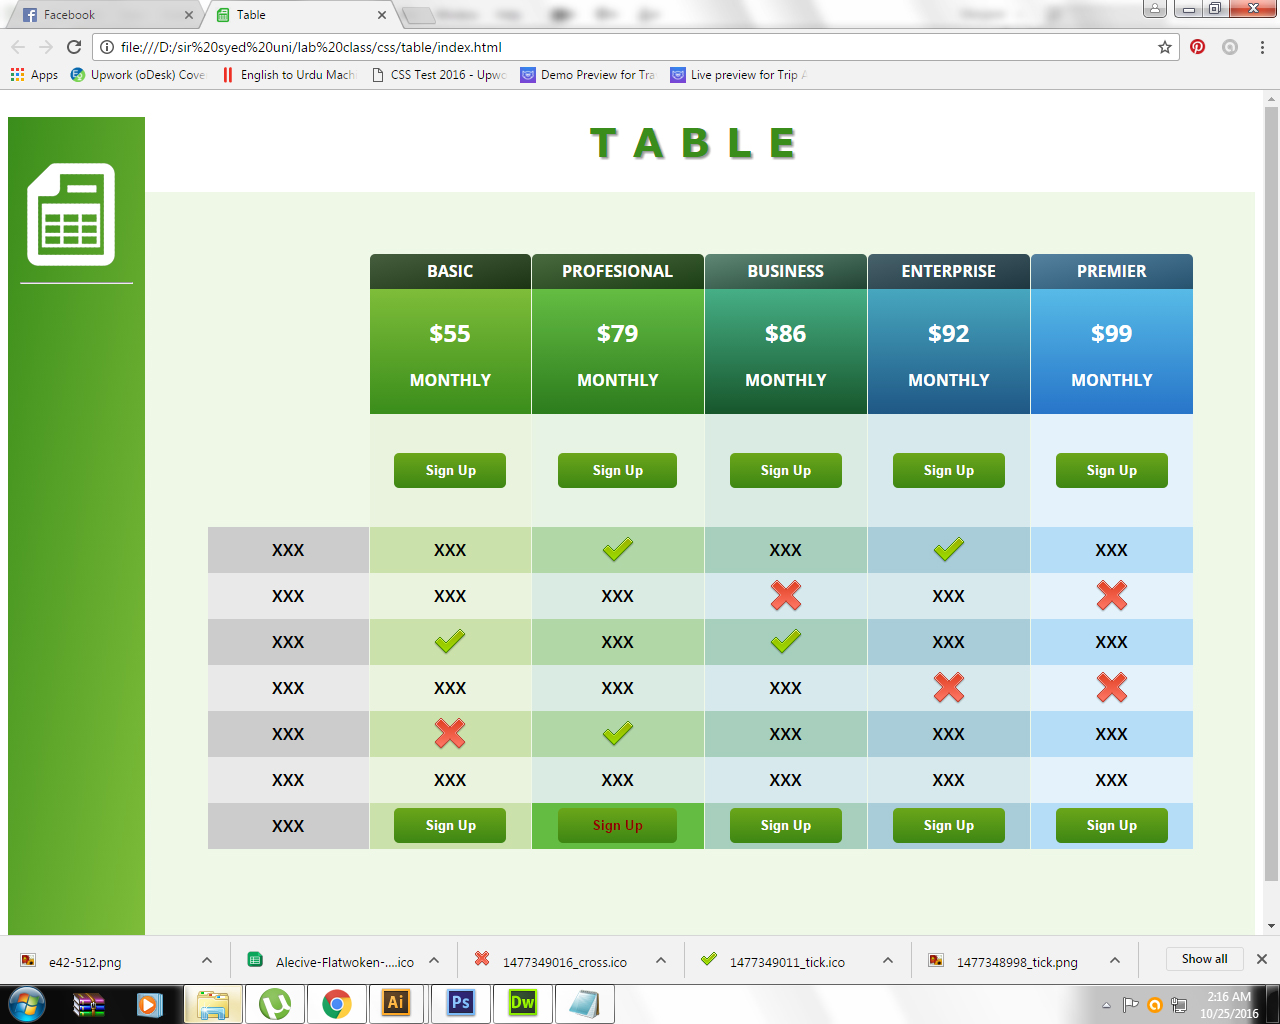 Facebook
Table
file:///D:/sir%20syed%20uni/lab%20class/css/table/index.html
Apps
Upwork (oDesk) Cove
English to Urdu Mach
CSS Test 2016 - Upwo
Demo Preview for Tra
Live preview for Trip A
TABLE
BASIC PROFESIONAL BUSINESS ENTERPRISE PREMIER
$55 $79 $86 $92 $99
MONTHLY MONTHLY MONTHLY MONTHLY MONTHLY
Sign Up Sign Up Sign Up Sign Up Sign Up
XXX XXX XXX XXX
XXX XXX XXX XXX
XXX XXX XXX XXX
XXX XXX XXX XXX
XXX XXX XXX XXX
XXX XXX XXX XXX XXX XXX
XXX Sign Up Sign Up Sign Up Sign Up Sign Up
e42-512.png
Alecive-Flatwoken-....ico
1477349016_cross.ico
1477349011_tick.ico
1477348998_tick.png
Show all
Ai
Ps
Dw
2:16 AM
10/25/2016